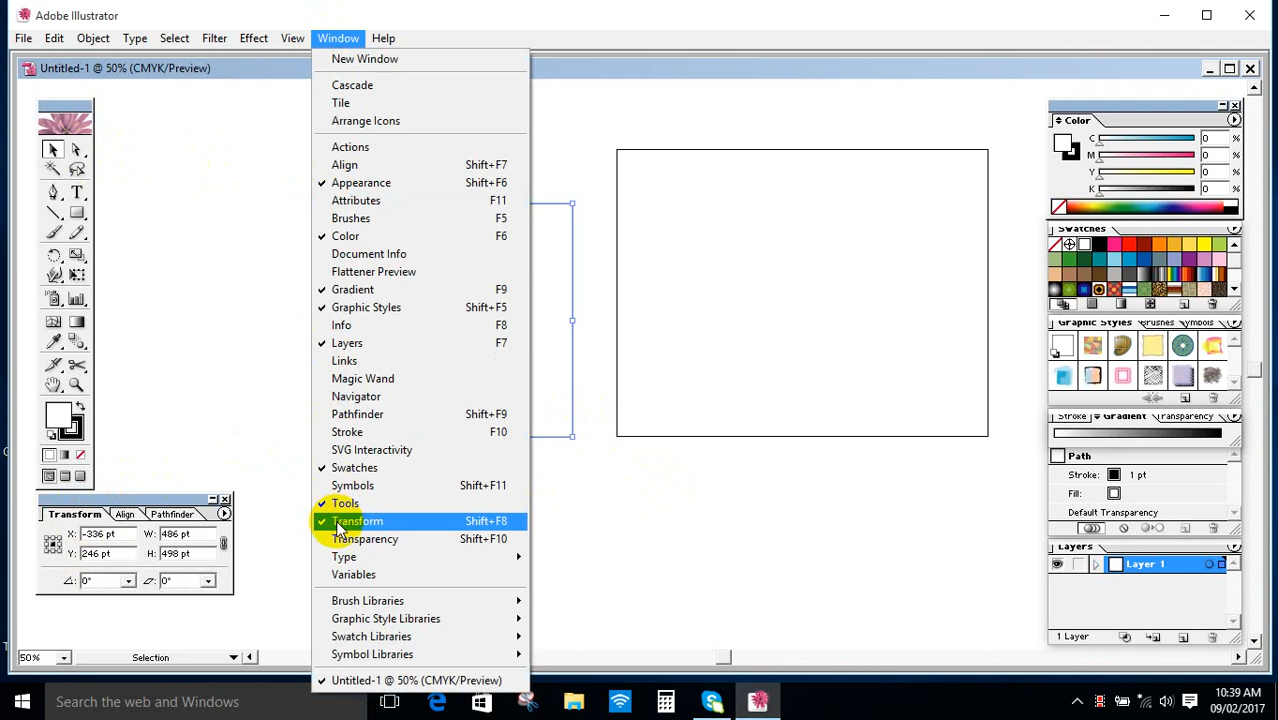 Adobe Illustrator
File Edit Object Type Select Filter Effect View Window Help
Untitled-1 @ 50% (CMYK/Preview)
New Window
Cascade
Tile
Arrange Icons
Actions
Align Shift+F7
Appearance Shift+F6
Attributes F11
Brushes F5
Color F6
Document Info
Flattener Preview
Gradient F9
Graphic Styles Shift+F5
Info F8
Layers F7
Links
Magic Wand
Navigator
Pathfinder Shift+F9
Stroke F10
SVG Interactivity
Swatches
Symbols Shift+F11
Tools
Transform Shift+F8
Transparency Shift+F10
Type
Variables
Brush Libraries
Graphic Style Libraries
Swatch Libraries
Symbol Libraries
Untitled-1 @ 50% (CMYK/Preview)
T
Transform Align Pathfinder
X: -336 pt W: 486 pt
Y: 246 pt H: 498 pt
0° 0°
50% Selection
Color
C 0 %
M 0 %
Y 0 %
K 0 %
Swatches
Graphic Styles Brushes Symbols
Stroke Gradient Transparency
Path
Stroke: 1 pt
Fill:
Default Transparency
Layers
Layer 1
1 Layer
Search the web and Windows
10:39 AM
09/02/2017